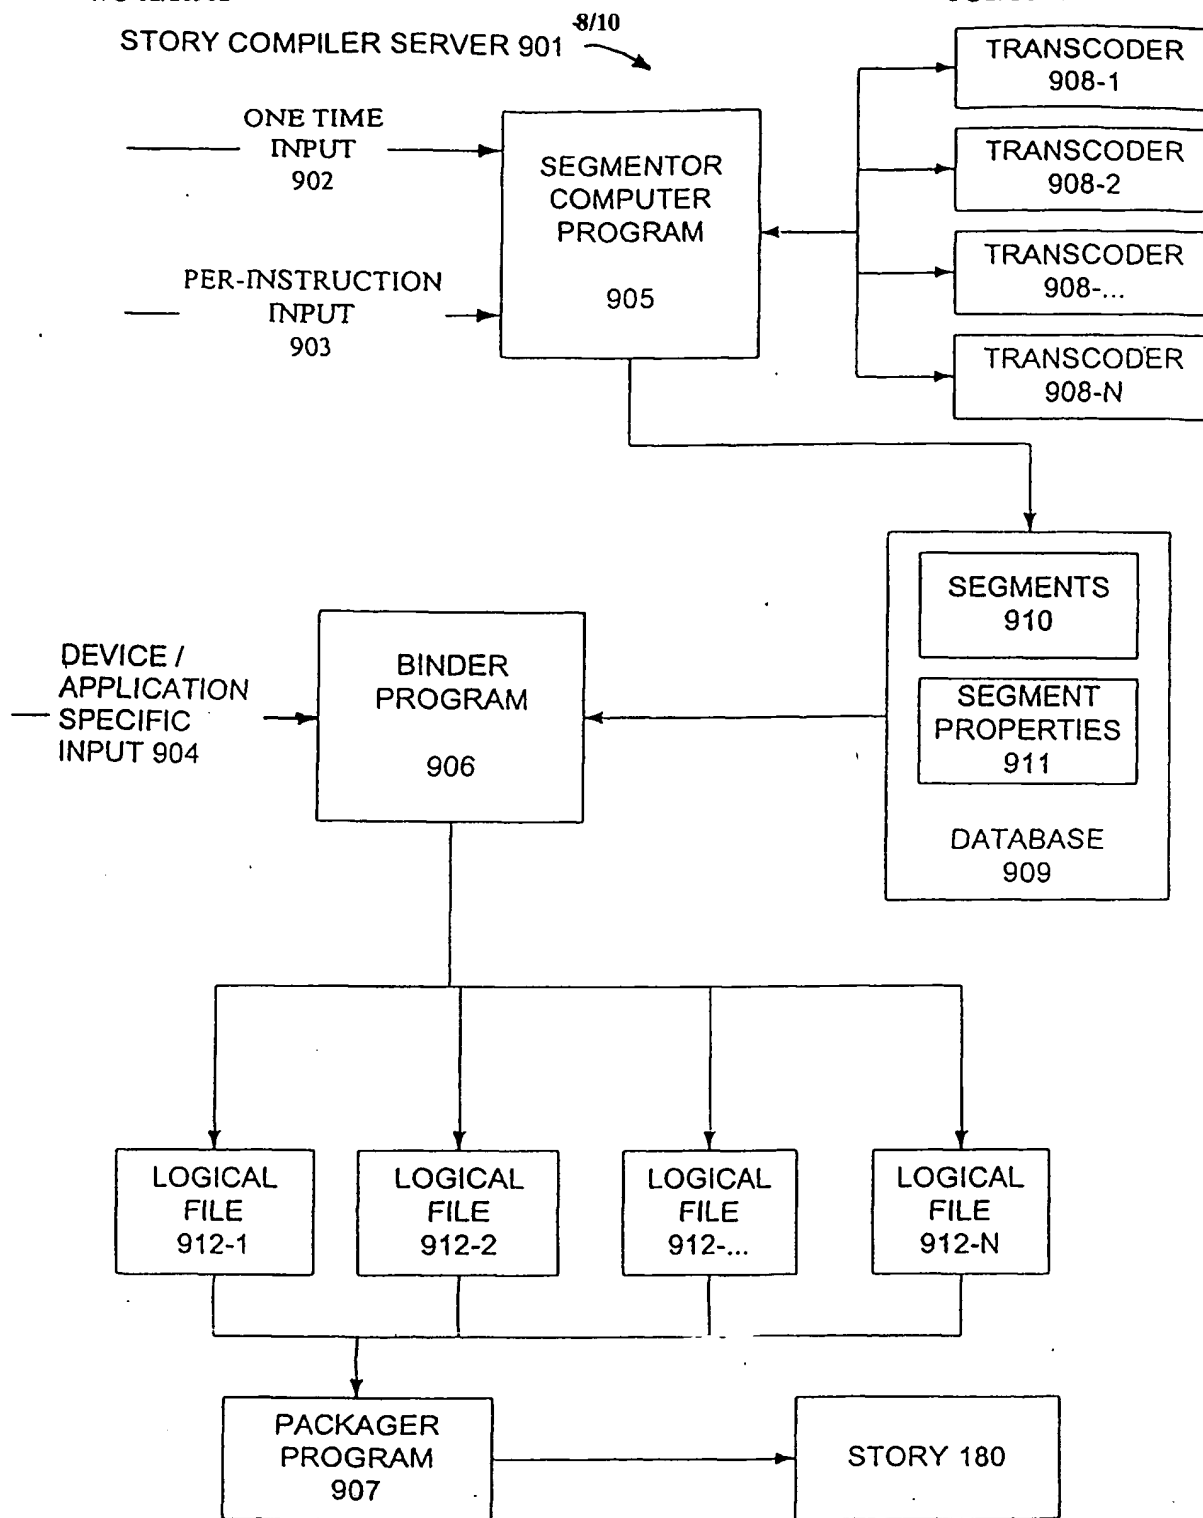 8/10
STORY COMPILER SERVER 901
TRANSCODER
908-1
ONE TIME
INPUT
902
SEGMENTOR
COMPUTER
PROGRAM
905
TRANSCODER
908-2
PER-INSTRUCTION
INPUT
903
TRANSCODER
908-...
TRANSCODER
908-N
DEVICE /
APPLICATION
SPECIFIC
INPUT 904
BINDER
PROGRAM
906
SEGMENTS
910
SEGMENT
PROPERTIES
911
DATABASE
909
LOGICAL
FILE
912-1
LOGICAL
FILE
912-2
LOGICAL
FILE
912-...
LOGICAL
FILE
912-N
PACKAGER
PROGRAM
907
STORY 180